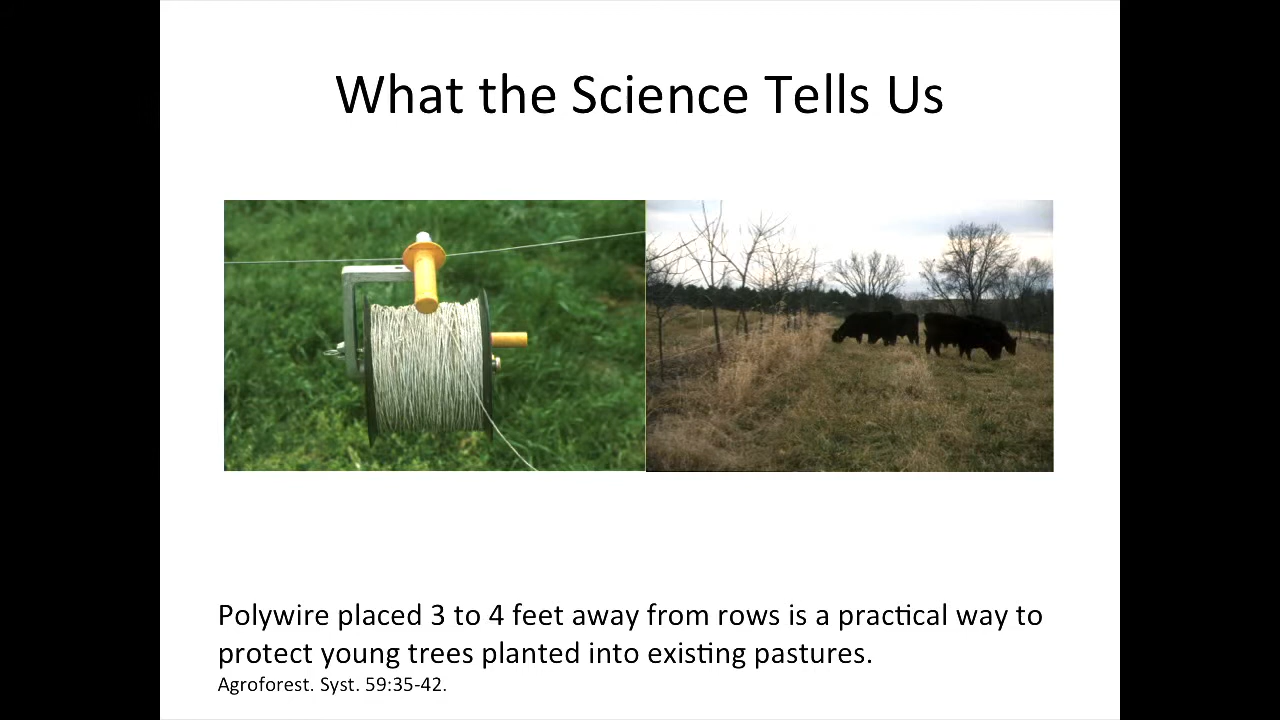 What the Science Tells Us
Polywire placed 3 to 4 feet away from rows is a practical way to
protect young trees planted into existing pastures.
Agroforest. Syst. 59:35-42.